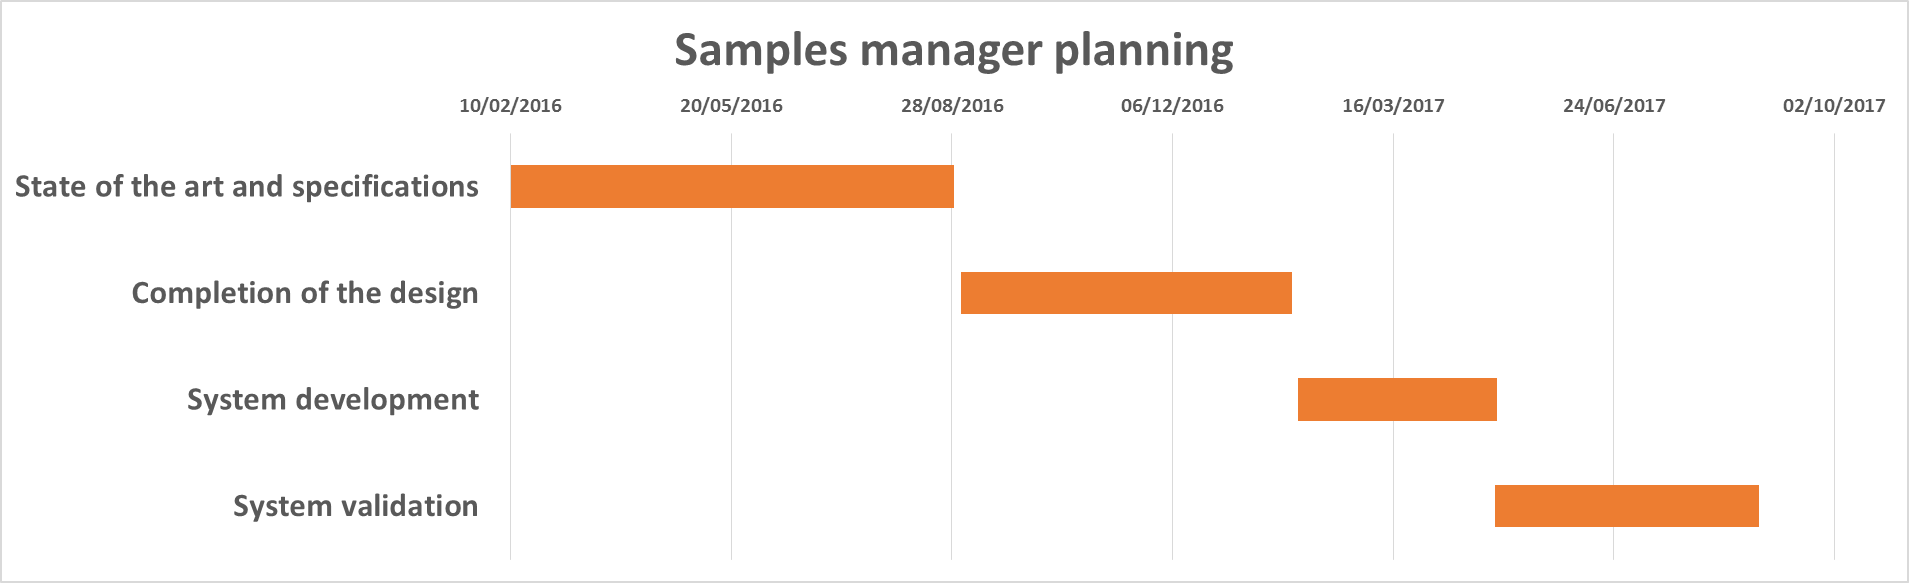 Samples manager planning
10/02/2016 20/05/2016 28/08/2016 06/12/2016 16/03/2017 24/06/2017 02/10/2017
State of the art and specifications
Completion of the design
System development
System validation